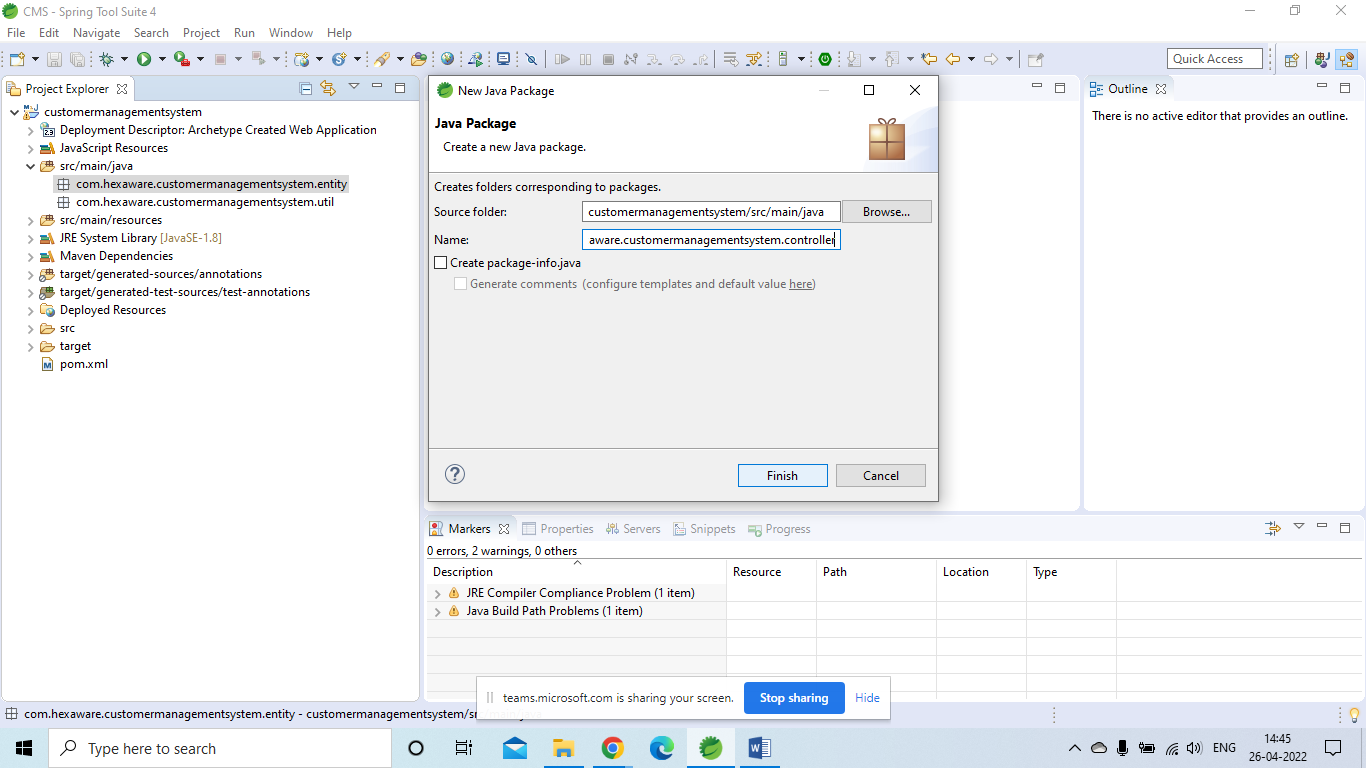 CMS - Spring Tool Suite 4
File Edit Navigate Search Project Run Window Help
Quick Access
Project Explorer
customermanagementsystem
Deployment Descriptor: Archetype Created Web Application
JavaScript Resources
src/main/java
com.hexaware.customermanagementsystem.entity
com.hexaware.customermanagementsystem.util
src/main/resources
JRE System Library [JavaSE-1.8]
Maven Dependencies
target/generated-sources/annotations
target/generated-test-sources/test-annotations
Deployed Resources
src
target
pom.xml
New Java Package
Java Package
Create a new Java package.
Creates folders corresponding to packages.
Source folder: customermanagementsystem/src/main/java Browse...
Name: aware.customermanagementsystem.controller
Create package-info.java
Generate comments (configure templates and default value here)
Finish Cancel
Outline
There is no active editor that provides an outline.
Markers Properties Servers Snippets Progress
0 errors, 2 warnings, 0 others
Description Resource Path Location Type
JRE Compiler Compliance Problem (1 item)
Java Build Path Problems (1 item)
teams.microsoft.com is sharing your screen. Stop sharing Hide
com.hexaware.customermanagementsystem.entity - customermanagementsystem/src
Type here to search
ENG
14:45
26-04-2022